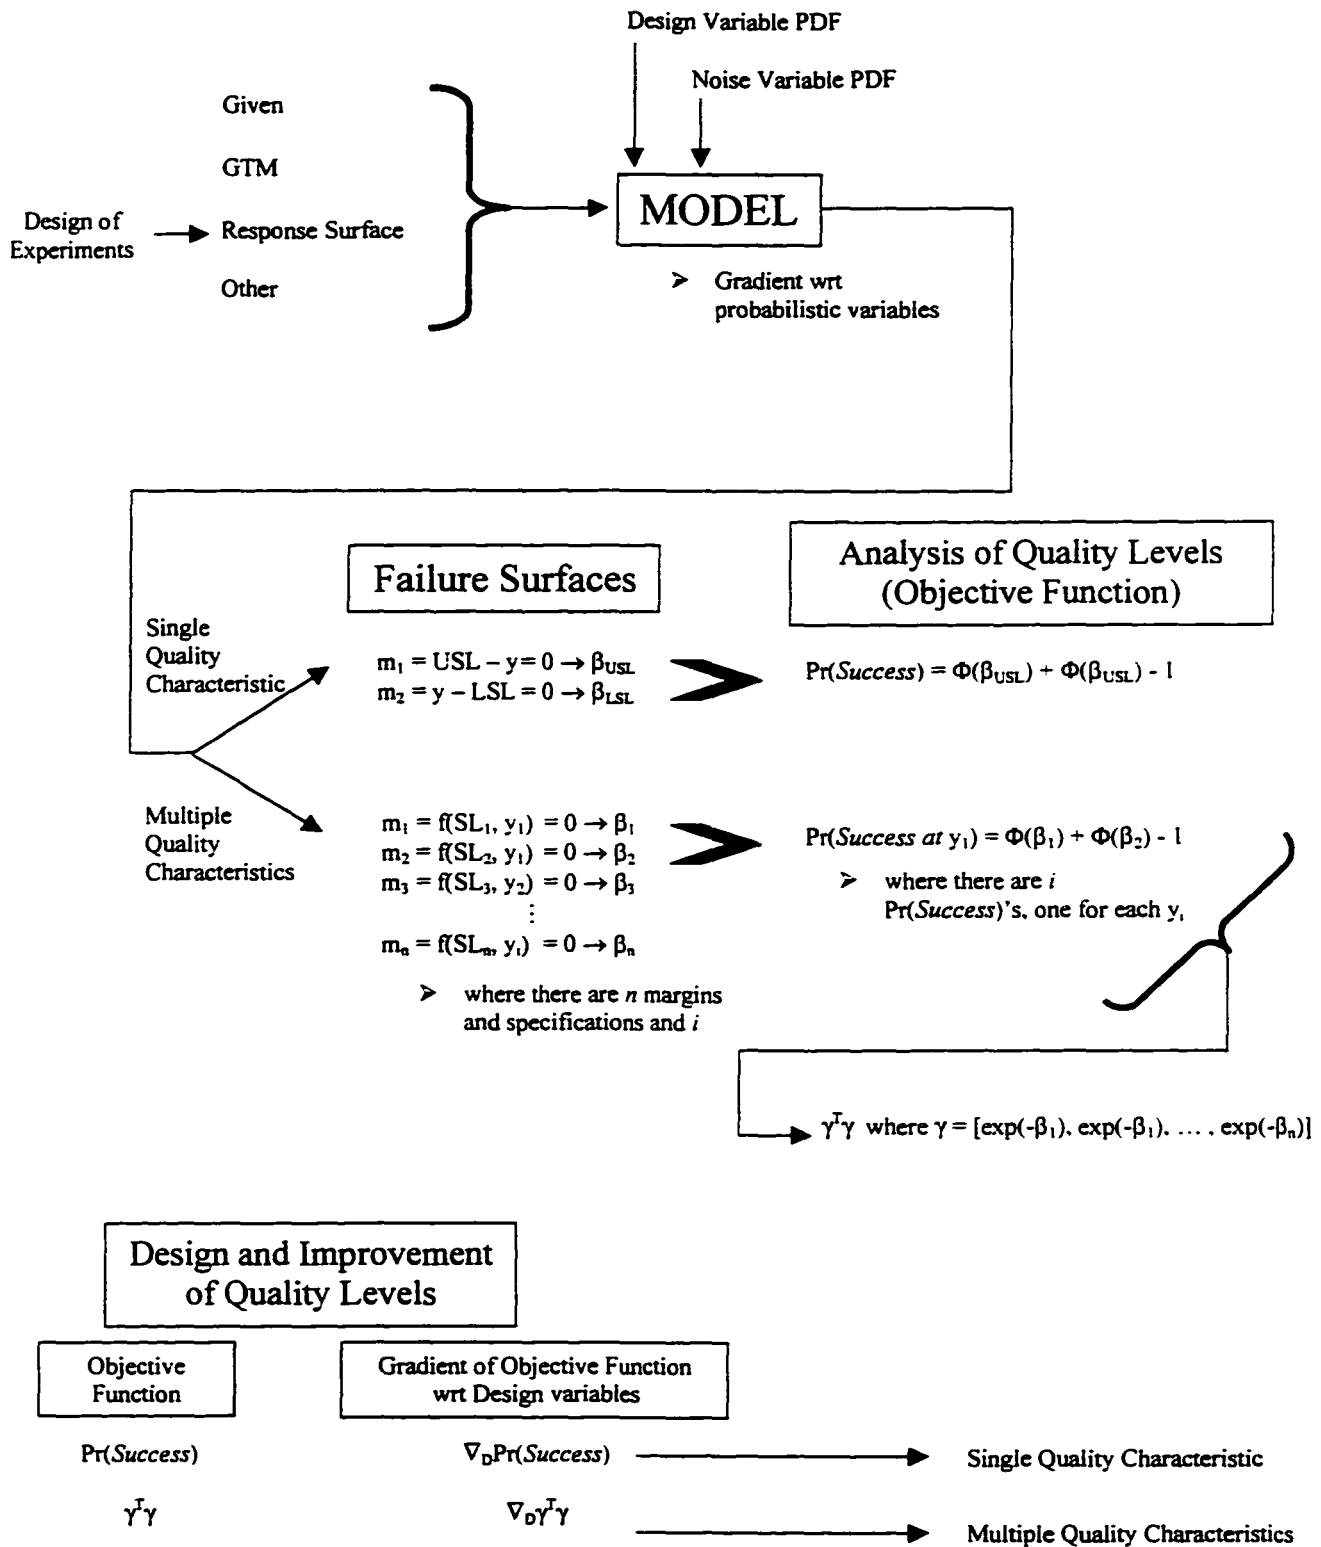 Design Variable PDF
Noise Variable PDF
Given
GTM
Design of
Experiments
Response Surface
Other
MODEL
➢ Gradient wrt
probabilistic variables
Failure Surfaces
Analysis of Quality Levels
(Objective Function)
Single
Quality
Characteristic
m₁ = USL – y = 0 → β_USL
m₂ = y – LSL = 0 → β_LSL
Pr(Success) = Φ(β_USL) + Φ(β_USL) - 1
Multiple
Quality
Characteristics
m₁ = f(SL₁, y₁) = 0 → β₁
m₂ = f(SL₂, y₁) = 0 → β₂
m₃ = f(SL₃, y₂) = 0 → β₃
⋮
mₙ = f(SLₙ, yᵢ) = 0 → βₙ
➢ where there are n margins
and specifications and i
Pr(Success at y₁) = Φ(β₁) + Φ(β₂) - 1
➢ where there are i
Pr(Success)'s, one for each yᵢ
γᵀγ where γ = [exp(-β₁), exp(-β₁), … , exp(-βₙ)]
Design and Improvement
of Quality Levels
Objective
Function
Gradient of Objective Function
wrt Design variables
Pr(Success)
∇_DPr(Success)
Single Quality Characteristic
γᵀγ
∇_Dγᵀγ
Multiple Quality Characteristics